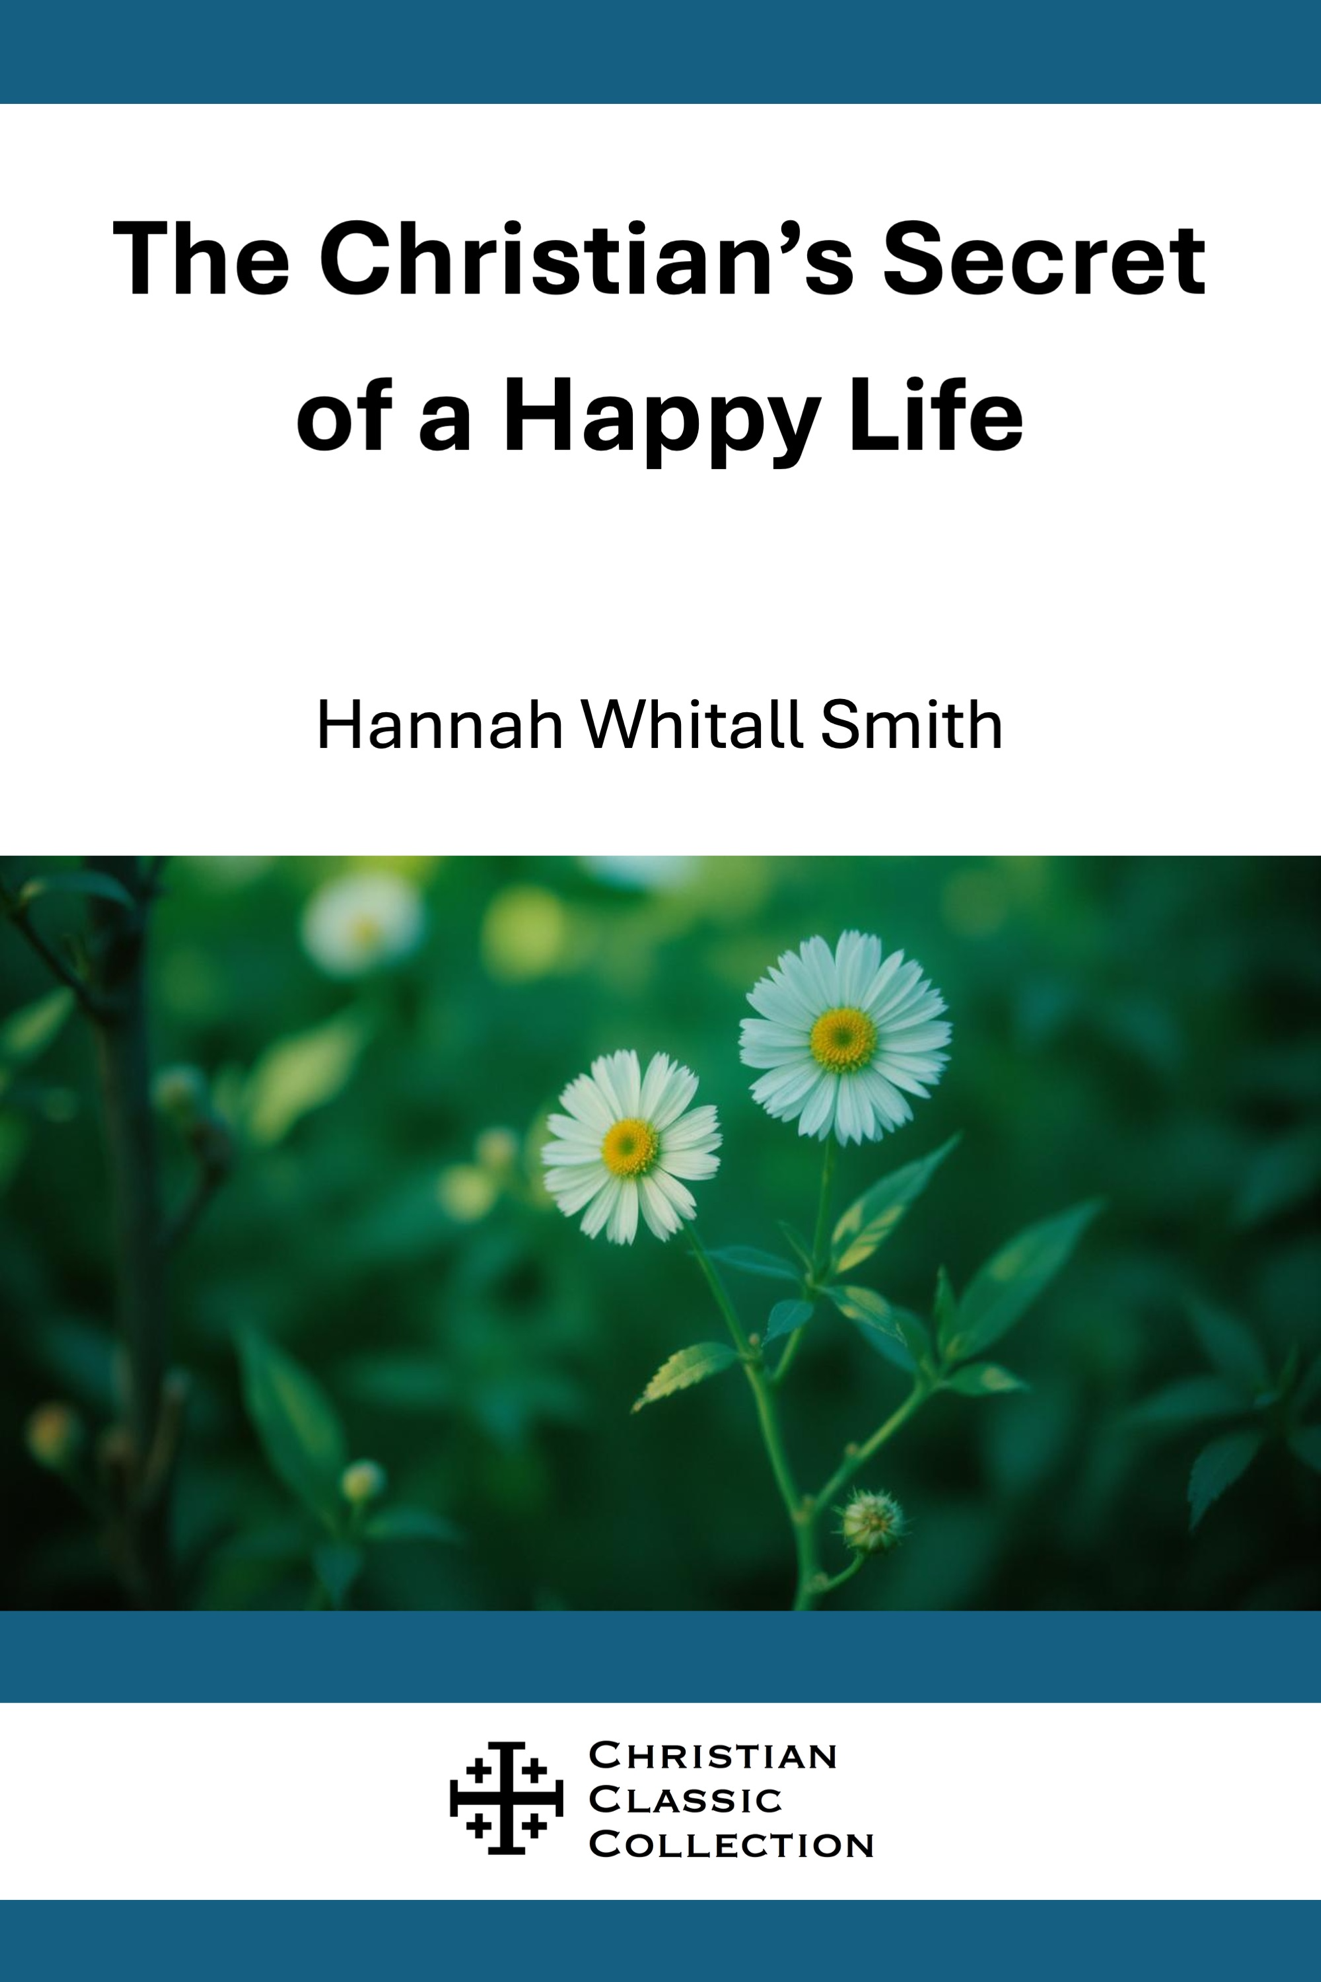 The Christian’s Secret
of a Happy Life
Hannah Whitall Smith
Christian
Classic
Collection